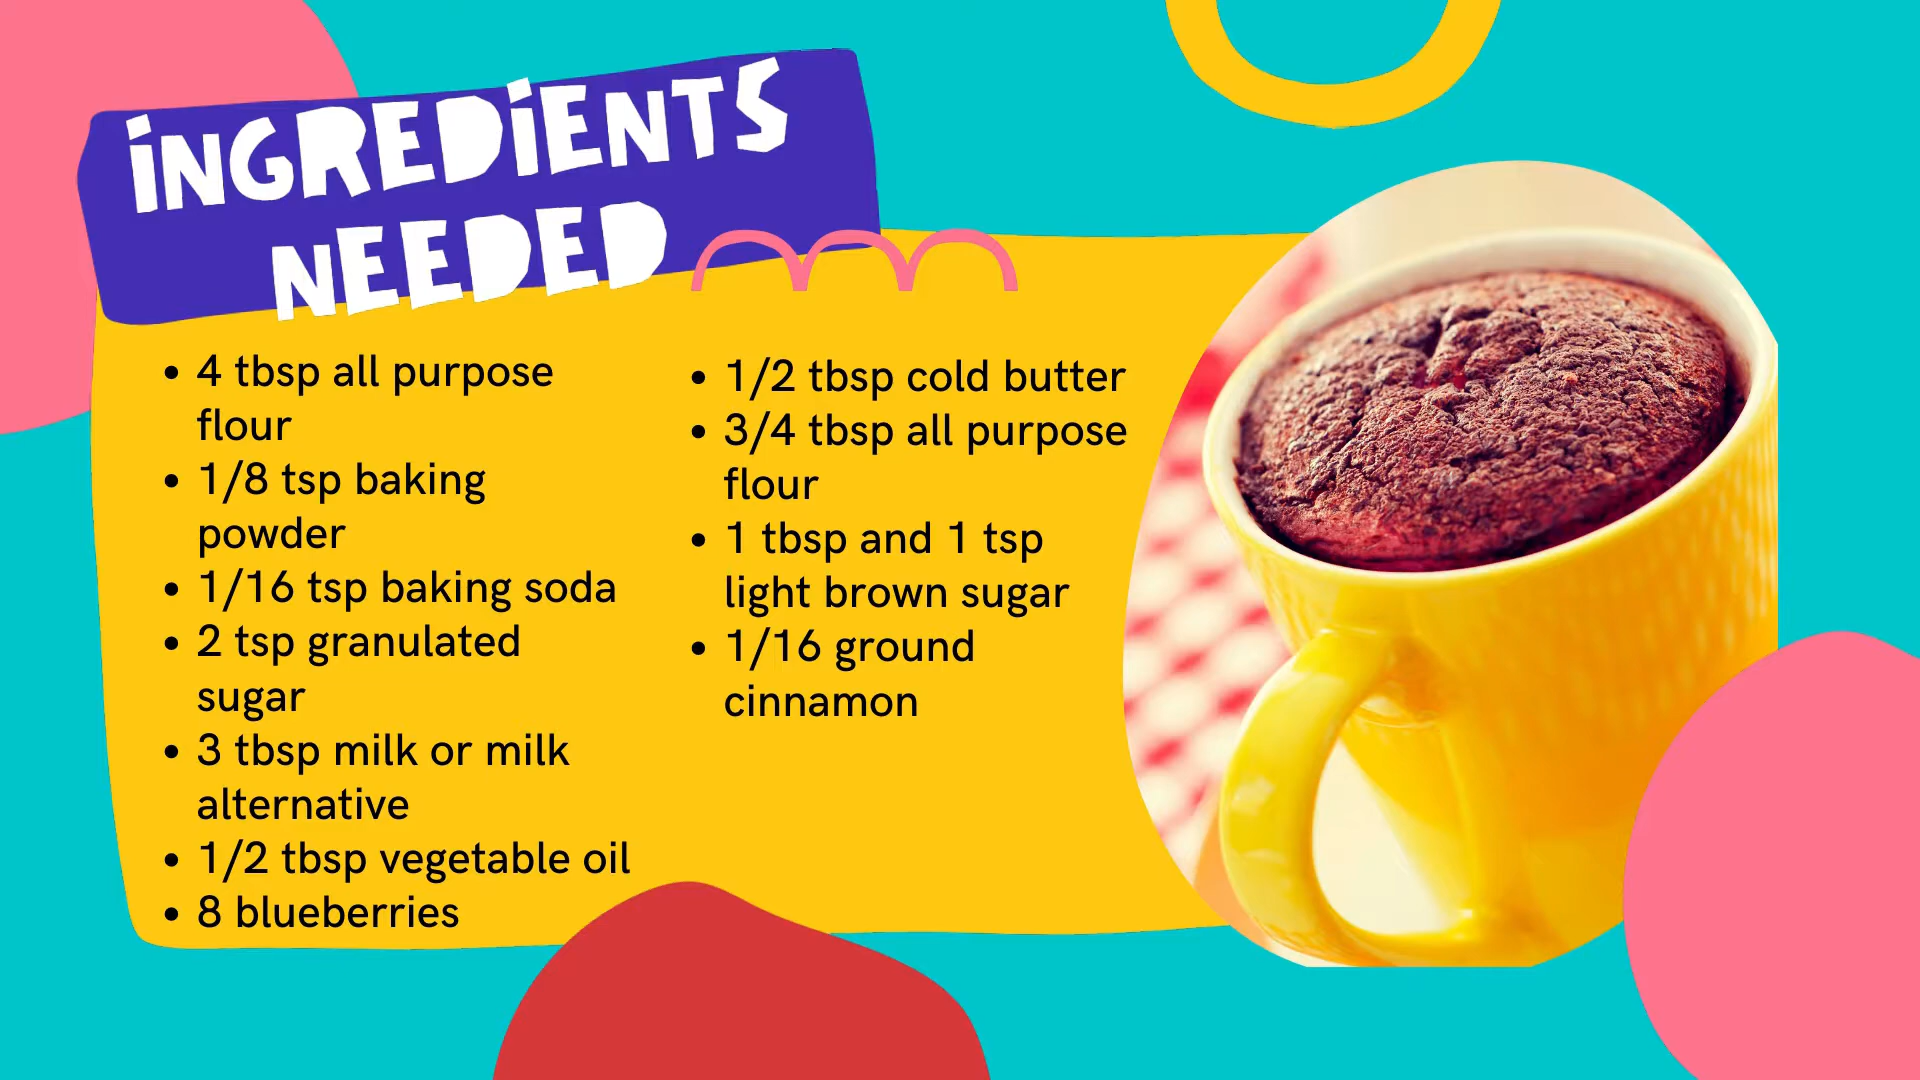 INGREDIENTS
NEEDED
• 4 tbsp all purpose
flour
• 1/8 tsp baking
powder
• 1/16 tsp baking soda
• 2 tsp granulated
sugar
• 3 tbsp milk or milk
alternative
• 1/2 tbsp vegetable oil
• 8 blueberries
• 1/2 tbsp cold butter
• 3/4 tbsp all purpose
flour
• 1 tbsp and 1 tsp
light brown sugar
• 1/16 ground
cinnamon